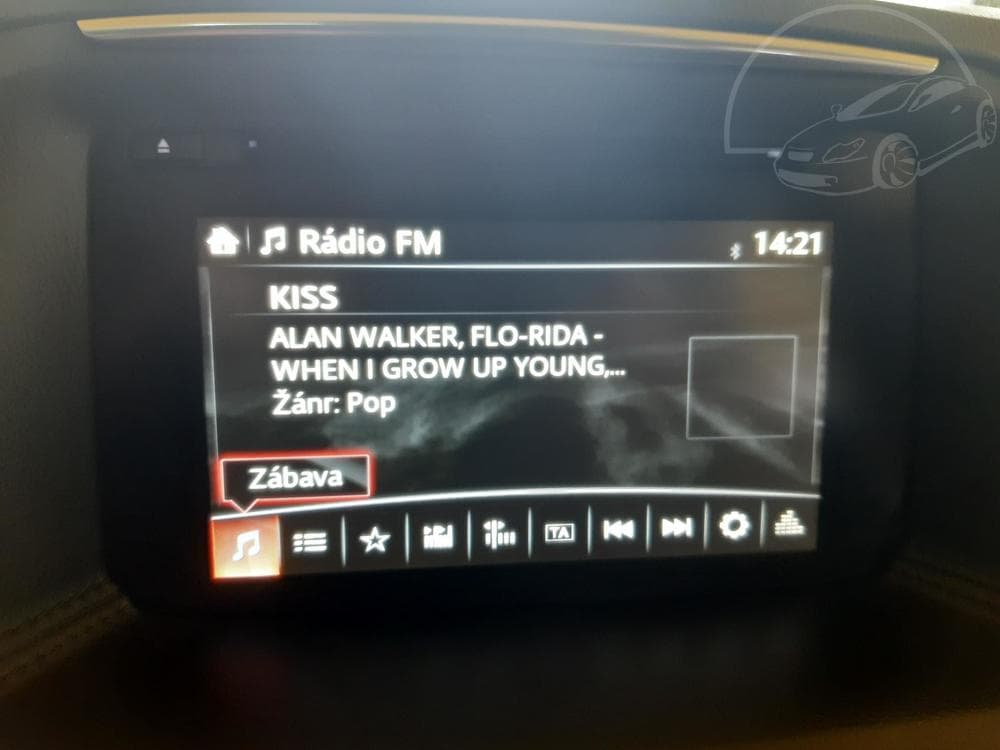 Rádio FM 14:21
KISS
ALAN WALKER, FLO-RIDA -
WHEN I GROW UP YOUNG,...
Žánr: Pop
Zábava
TA